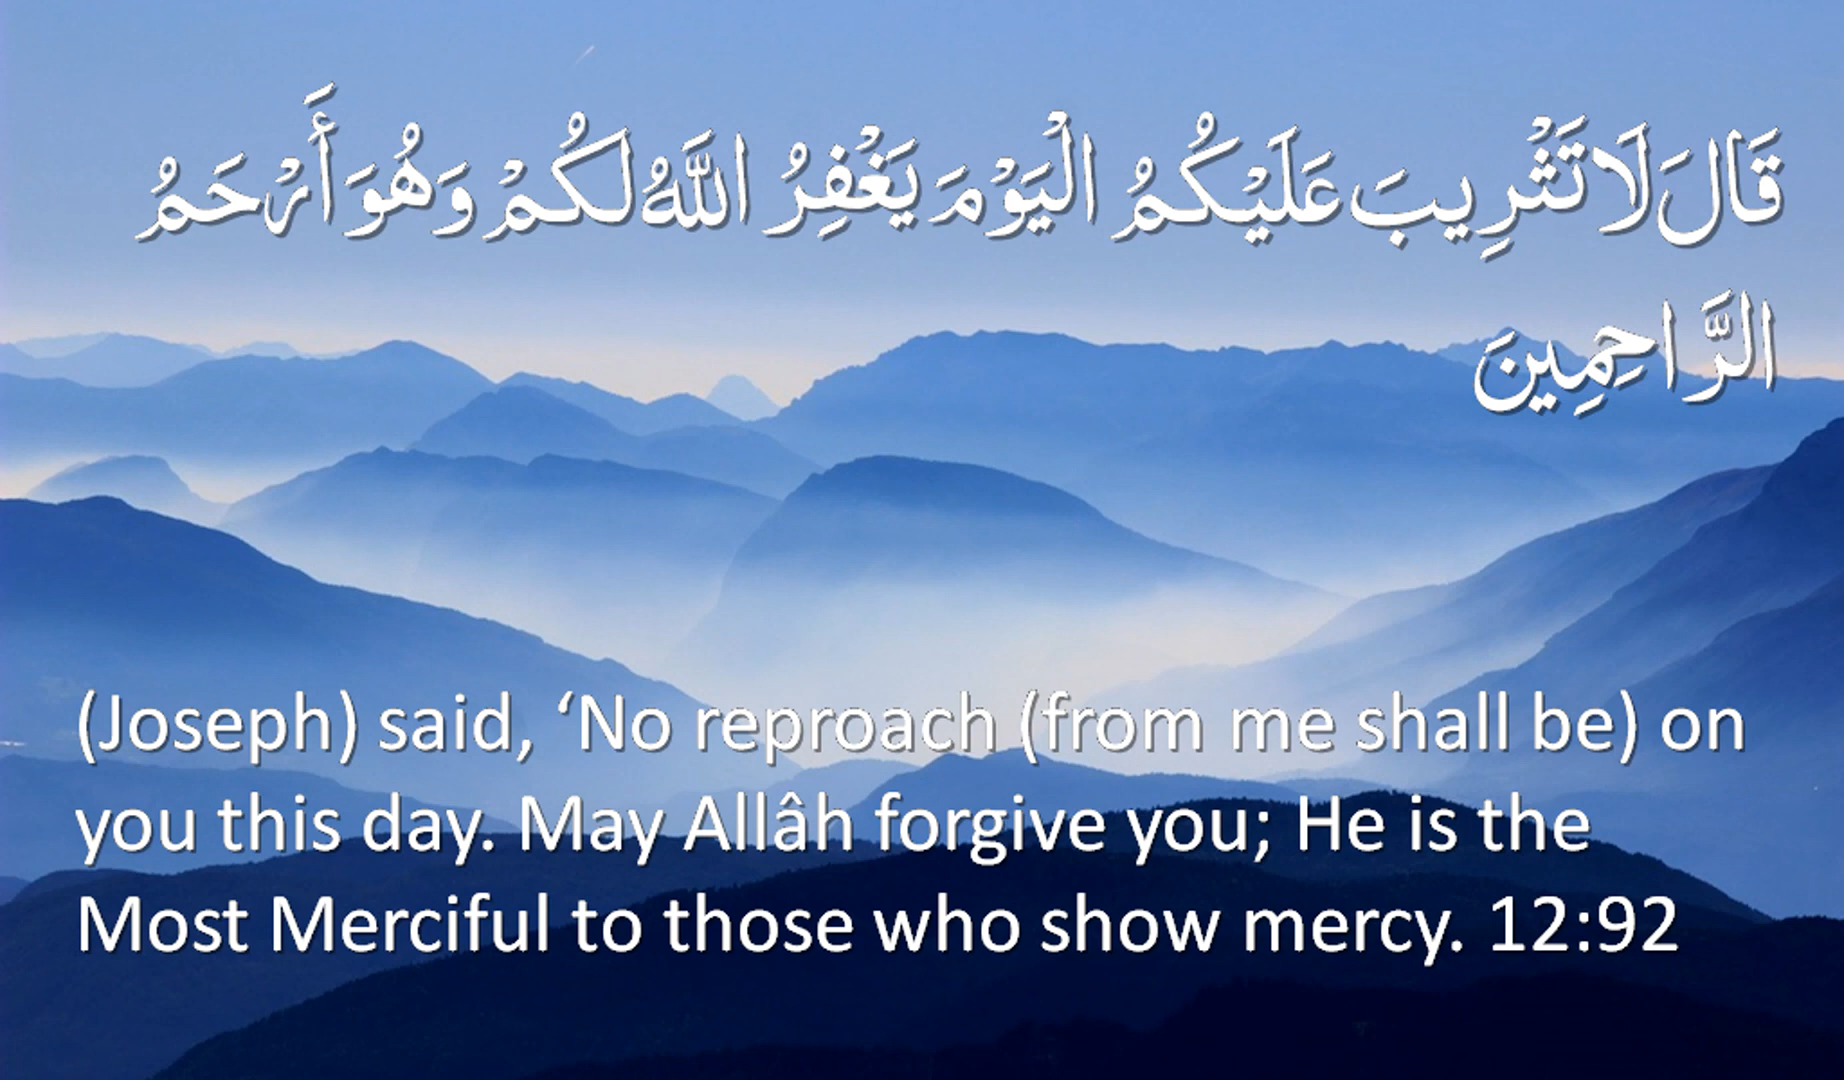 قَالَ لَا تَثْرِيبَ عَلَيْكُمُ الْيَوْمَ يَغْفِرُ اللَّهُ لَكُمْ وَهُوَ أَرْحَمُ
الرَّاحِمِينَ
(Joseph) said, ‘No reproach (from me shall be) on
you this day. May Allâh forgive you; He is the
Most Merciful to those who show mercy. 12:92